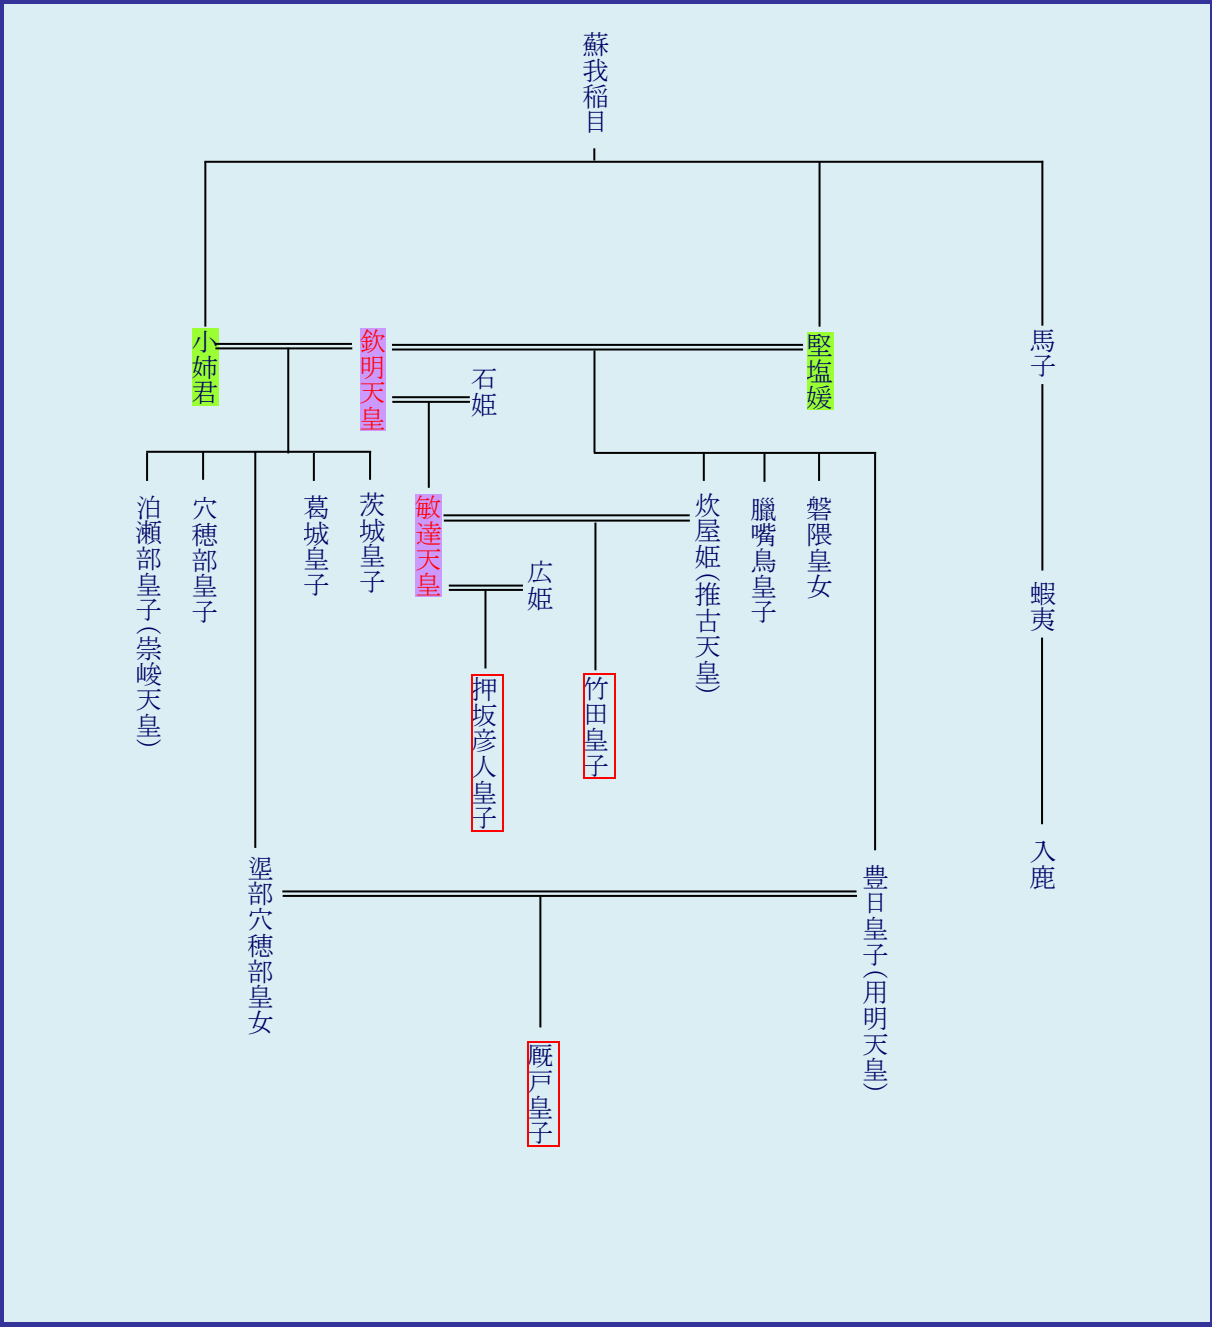 蘇我稲目
馬子
堅塩媛
欽明天皇
小姉君
石姫
蝦夷
磐隈皇女
臘嘴鳥皇子
炊屋姫(推古天皇)
敏達天皇
茨城皇子
葛城皇子
穴穂部皇子
泊瀬部皇子(崇峻天皇)
広姫
竹田皇子
押坂彦人皇子
入鹿
豊日皇子(用明天皇)
埿部穴穂部皇女
厩戸皇子